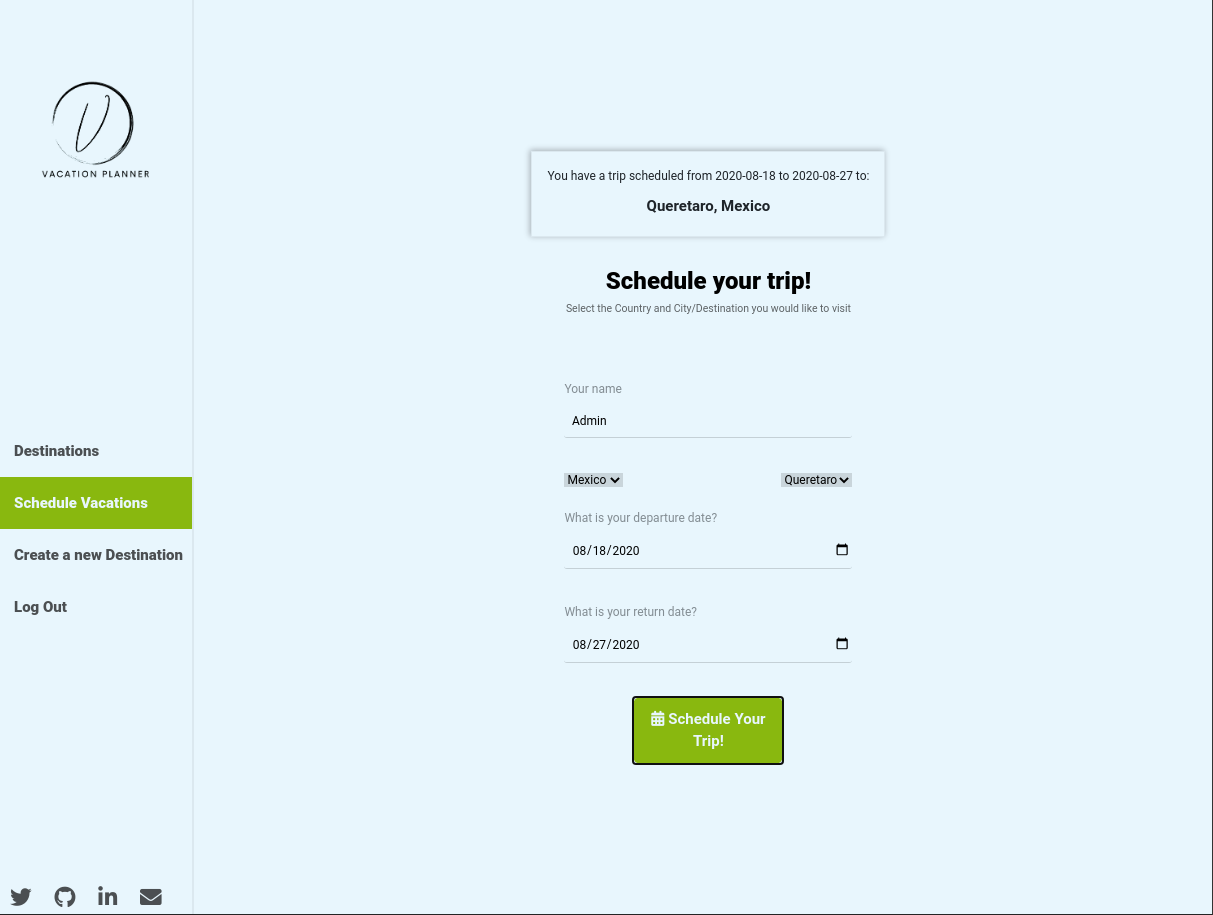 V
VACATION PLANNER
Destinations
Schedule Vacations
Create a new Destination
Log Out
You have a trip scheduled from 2020-08-18 to 2020-08-27 to:
Queretaro, Mexico
Schedule your trip!
Select the Country and City/Destination you would like to visit
Your name
Admin
Mexico Queretaro
What is your departure date?
08/18/2020
What is your return date?
08/27/2020
Schedule Your
Trip!